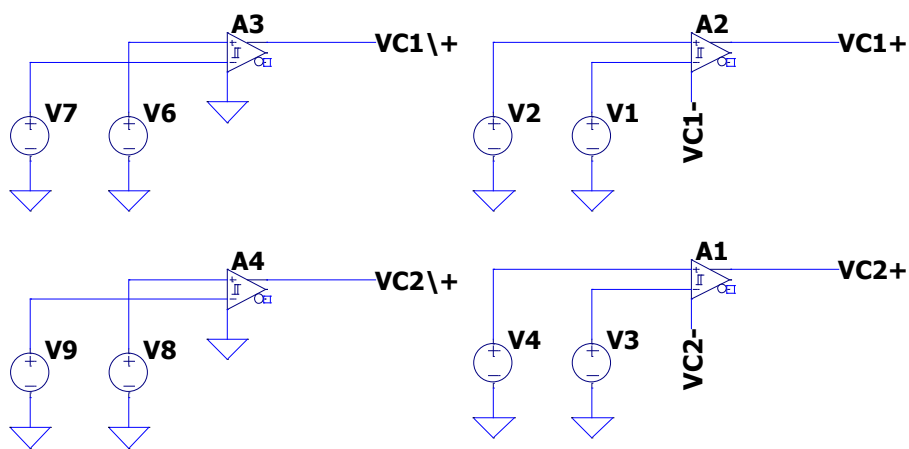 A3
VC1\+
A2
VC1+
V7
V6
V2
V1
VC1-
A4
VC2\+
A1
VC2+
V9
V8
V4
V3
VC2-